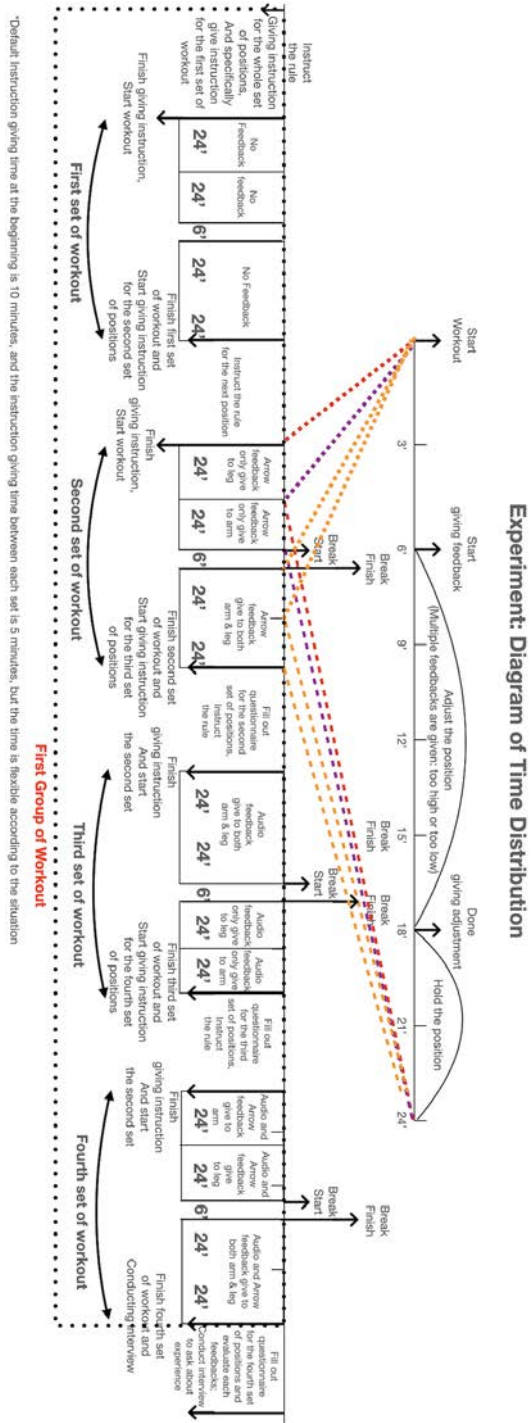 Experiment: Diagram of Time Distribution
Start
Workout
3'
Start
giving feedback
6'
9'
Adjust the position
(Multiple feedbacks are given: too high or too low)
12'
15'
Done
giving adjustment
18'
Hold the position
21'
24'
Break
Finish
Break
Start
Break
Finish
Break
Finish
Break
Start
Break
Finish
Break
Start
Instruct
the rule
Giving instruction
for the whole set
of positions,
And specifically
give instruction
for the first set of
workout
No
Feedback
24'
No
feedback
24'
6'
No Feedback
24'
24'
Instruct the rule
for the next position
Arrow
feedback
only give
to leg
24'
Arrow
feedback
only give
to arm
24'
6'
Arrow
feedback
give to both
arm & leg
24'
24'
Fill out
questionnaire
for the second
set of positions,
Instruct
the rule
Audio
feedback
give to both
arm & leg
24'
24'
6'
Audio
feedback
only give
to leg
24'
Audio
feedback
only give
to arm
24'
Fill out
questionnaire
for the third
set of positions,
Instruct
the rule
Audio and
Arrow
feedback
give to
arm
24'
Audio and
Arrow
feedback
give
to leg
24'
6'
Audio and Arrow
feedback give to
both arm & leg
24'
24'
Fill out
questionnaire
for the fourth set
of positions and
evaluate each
feedbacks;
Conduct interview
to ask about
experience
Finish giving instruction,
Start workout
Finish first set
of workout and
Start giving instruction
for the second set
of positions
Finish
giving instruction,
Start workout
Finish second set
of workout and
Start giving instruction
for the third set
of positions
Finish
giving instruction
And start
the second set
Finish third set
of workout and
Start giving instruction
for the fourth set
of positions
Finish
giving instruction
And start
the second set
Finish fourth set
of workout and
Conducting interview
First set of workout
Second set of workout
Third set of workout
Fourth set of workout
First Group of Workout
*Default Instruction giving time at the beginning is 10 minutes, and the instruction giving time between each set is 5 minutes, but the time is flexible according to the situation